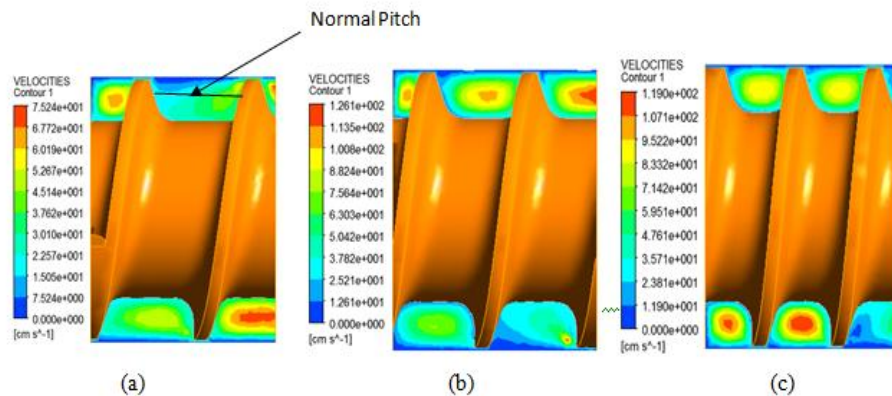 Normal Pitch
VELOCITIES
Contour 1
7.524e+001
6.772e+001
6.019e+001
5.267e+001
4.514e+001
3.762e+001
3.010e+001
2.257e+001
1.505e+001
7.524e+000
0.000e+000
[cm s^-1]
VELOCITIES
Contour 1
1.261e+002
1.135e+002
1.008e+002
8.824e+001
7.564e+001
6.303e+001
5.042e+001
3.782e+001
2.521e+001
1.261e+001
0.000e+000
[cm s^-1]
VELOCITIES
Contour 1
1.190e+002
1.071e+002
9.522e+001
8.332e+001
7.142e+001
5.951e+001
4.761e+001
3.571e+001
2.381e+001
1.190e+001
0.000e+000
[cm s^-1]
(a)
(b)
(c)